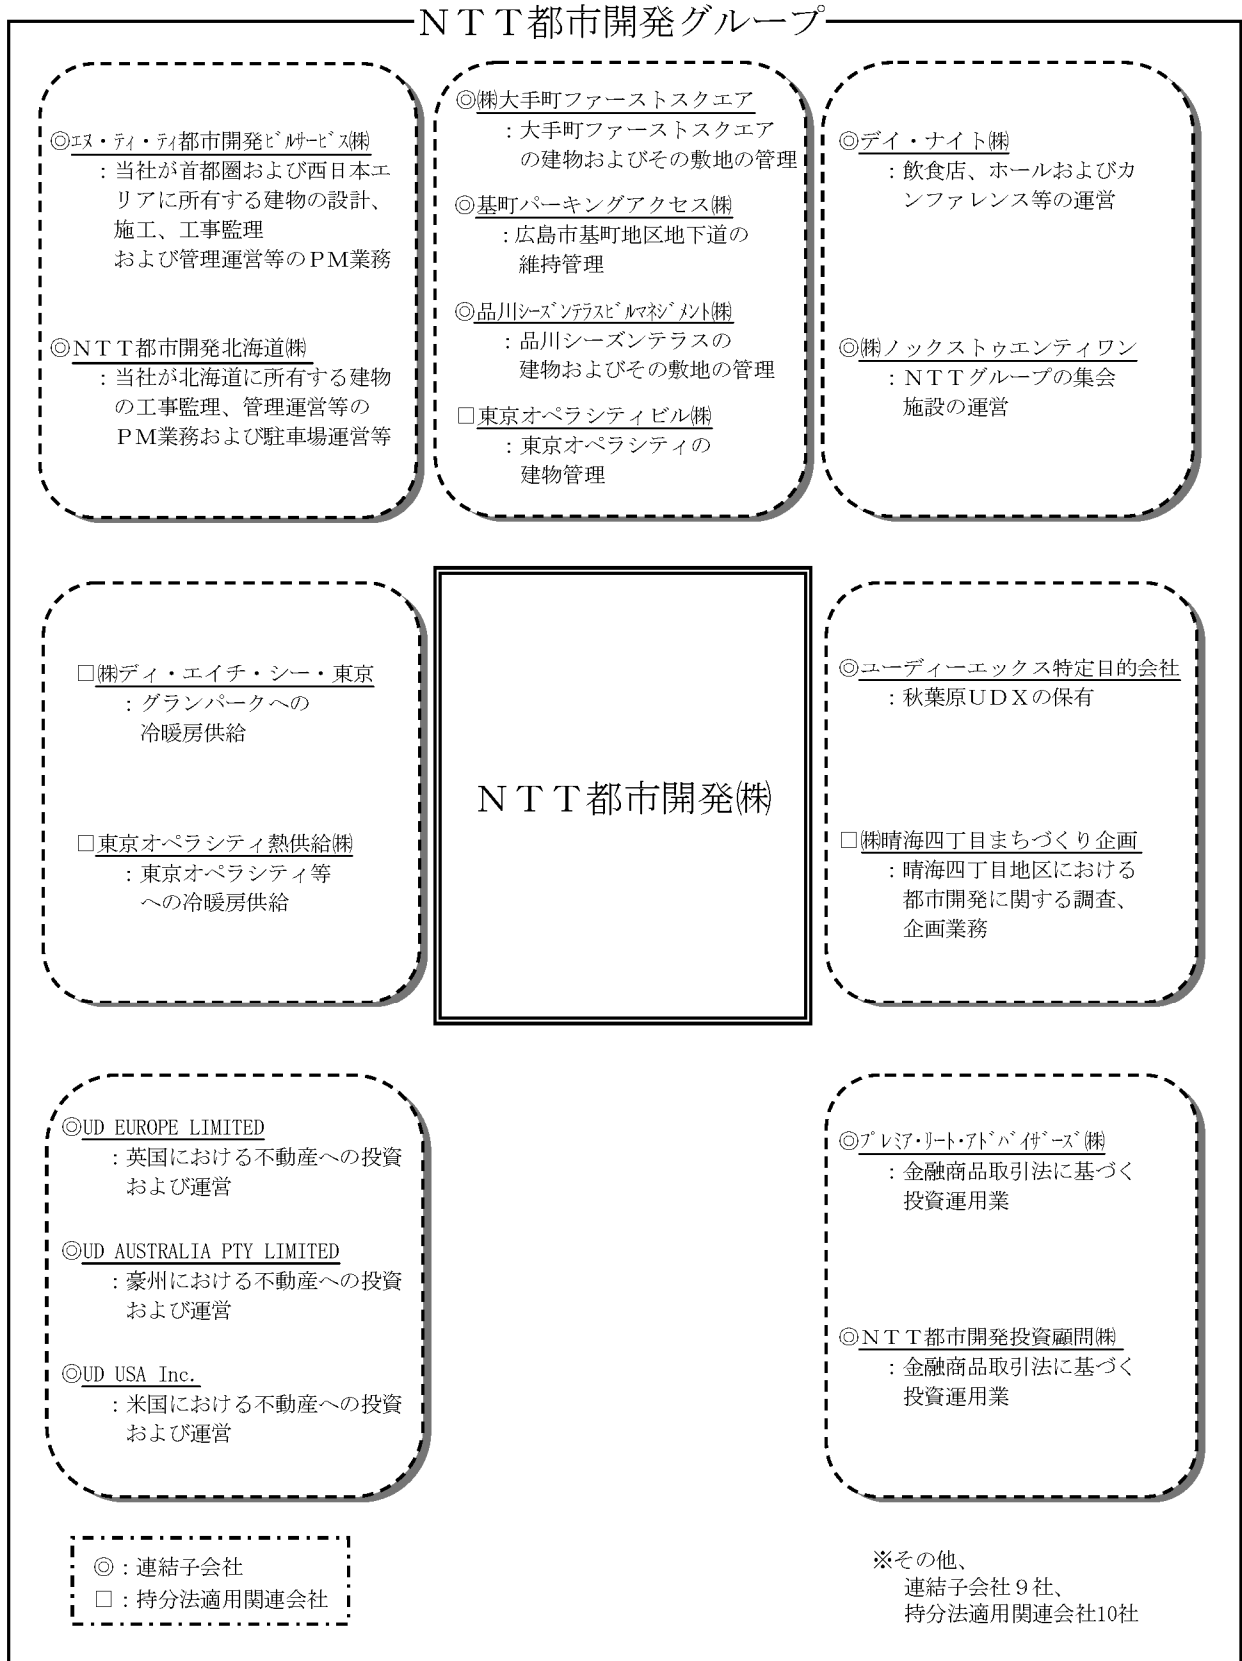 ＮＴＴ都市開発グループ
◎エヌ・ティ・ティ都市開発ﾋﾞﾙｻｰﾋﾞｽ㈱
：当社が首都圏および西日本エ
リアに所有する建物の設計、
施工、工事監理
および管理運営等のＰＭ業務
◎ＮＴＴ都市開発北海道㈱
：当社が北海道に所有する建物
の工事監理、管理運営等の
ＰＭ業務および駐車場運営等
◎㈱大手町ファーストスクエア
：大手町ファーストスクエア
の建物およびその敷地の管理
◎基町パーキングアクセス㈱
：広島市基町地区地下道の
維持管理
◎品川ｼｰｽﾞﾝﾃﾗｽﾋﾞﾙﾏﾈｼﾞﾒﾝﾄ㈱
：品川シーズンテラスの
建物およびその敷地の管理
□東京オペラシティビル㈱
：東京オペラシティの
建物管理
◎デイ・ナイト㈱
：飲食店、ホールおよびカ
ンファレンス等の運営
◎㈱ノックストゥエンティワン
：ＮＴＴグループの集会
施設の運営
□㈱ディ・エイチ・シー・東京
：グランパークへの
冷暖房供給
□東京オペラシティ熱供給㈱
：東京オペラシティ等
への冷暖房供給
ＮＴＴ都市開発㈱
◎ユーディーエックス特定目的会社
：秋葉原ＵＤＸの保有
□㈱晴海四丁目まちづくり企画
：晴海四丁目地区における
都市開発に関する調査、
企画業務
◎UD EUROPE LIMITED
：英国における不動産への投資
および運営
◎UD AUSTRALIA PTY LIMITED
：豪州における不動産への投資
および運営
◎UD USA Inc.
：米国における不動産への投資
および運営
◎ﾌﾟﾚﾐｱ・ﾘｰﾄ・ｱﾄﾞﾊﾞｲｻﾞｰｽﾞ㈱
：金融商品取引法に基づく
投資運用業
◎ＮＴＴ都市開発投資顧問㈱
：金融商品取引法に基づく
投資運用業
◎：連結子会社
□：持分法適用関連会社
※その他、
連結子会社９社、
持分法適用関連会社10社